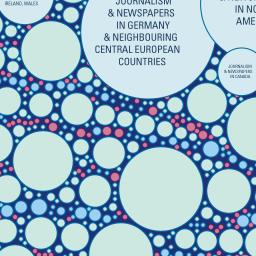 IRELAND, WALES
JOURNALISM
& NEWSPAPERS
IN GERMANY
& NEIGHBOURING
CENTRAL EUROPEAN
COUNTRIES
IN NO
AME
JOURNALISM
& NEWSPAPERS
IN CANADA